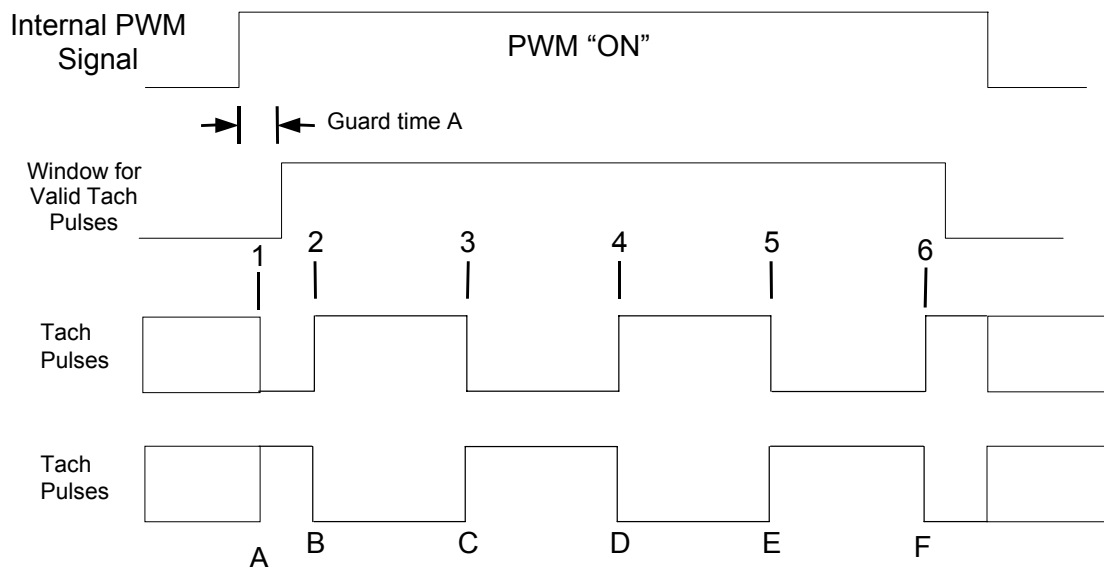 Internal PWM
Signal
PWM “ON”
Guard time A
Window for
Valid Tach
Pulses
1 2 3 4 5 6
Tach
Pulses
Tach
Pulses
A B C D E F